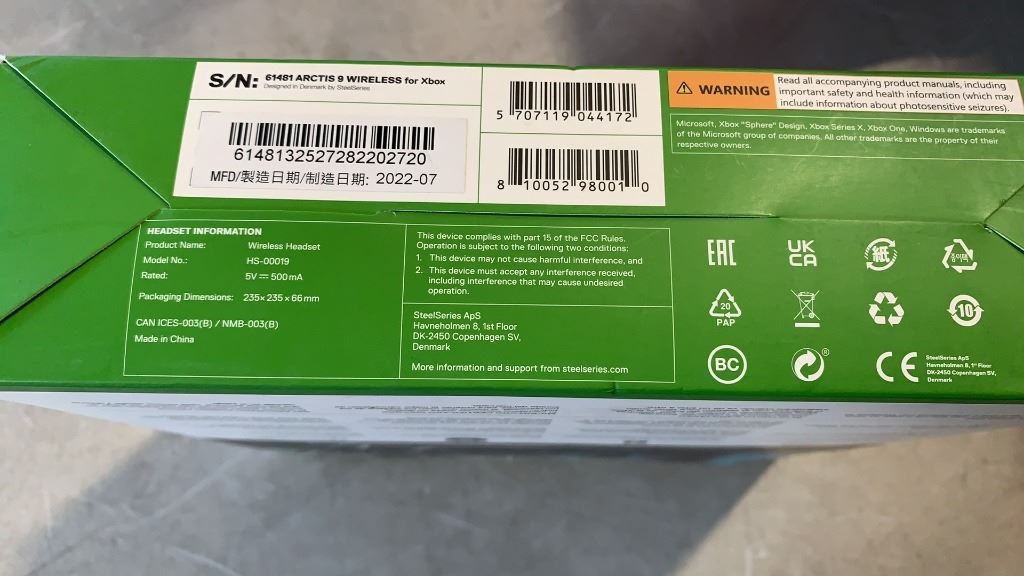 S/N: 61481 ARCTIS 9 WIRELESS for Xbox
Designed in Denmark by SteelSeries
6148132527282202720
MFD/製造日期/制造日期: 2022-07
5 707119 044172
8 10052 98001 0
WARNING
Read all accompanying product manuals, including
important safety and health information (which may
include information about photosensitive seizures).
Microsoft, Xbox "Sphere" Design, Xbox Series X, Xbox One, Windows are trademarks
of the Microsoft group of companies. All other trademarks are the property of their
respective owners.
HEADSET INFORMATION
Product Name: Wireless Headset
Model No.: HS-00019
Rated: 5V⎓500mA
Packaging Dimensions: 235×235×66mm
CAN ICES-003(B) / NMB-003(B)
Made in China
This device complies with part 15 of the FCC Rules.
Operation is subject to the following two conditions:
1. This device may not cause harmful interference, and
2. This device must accept any interference received,
including interference that may cause undesired
operation.
SteelSeries ApS
Havneholmen 8, 1st Floor
DK-2450 Copenhagen SV,
Denmark
More information and support from steelseries.com
EAC
UK
CA
紙
20
PAP
10
BC
®
CE
SteelSeries ApS
Havneholmen 8, 1st Floor
DK-2450 Copenhagen SV,
Denmark